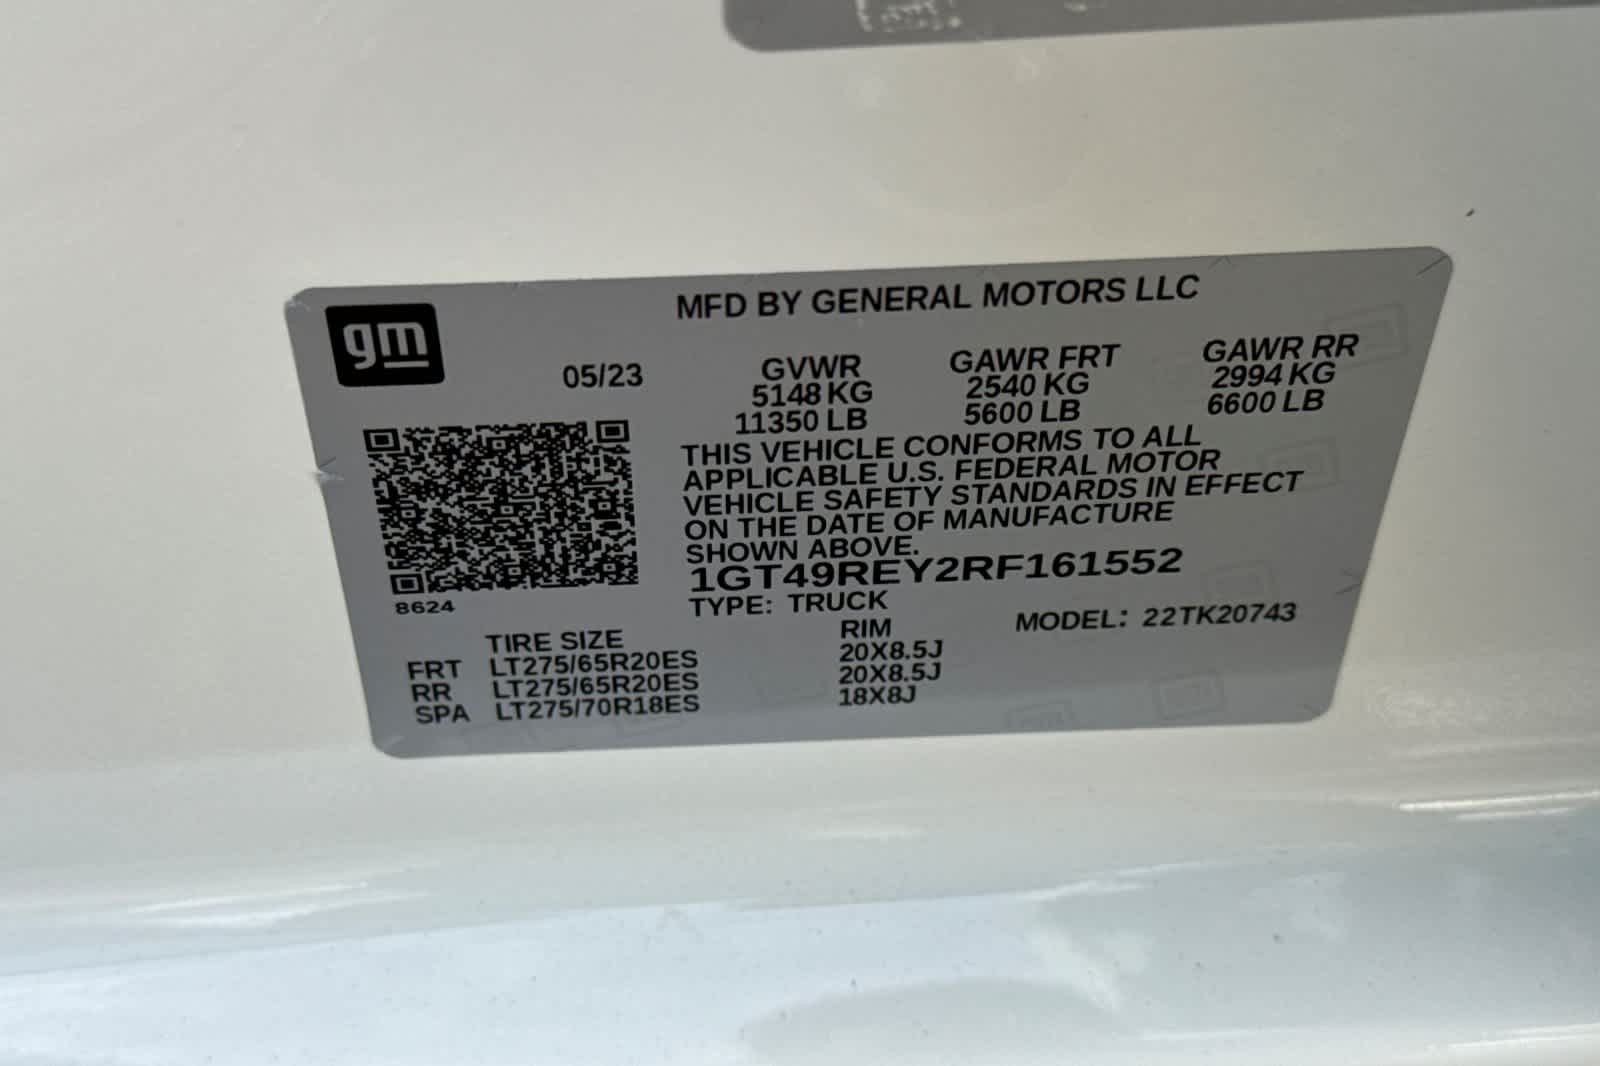 MFD BY GENERAL MOTORS LLC
gm
05/23
GVWR GAWR FRT GAWR RR
5148 KG 2540 KG 2994 KG
11350 LB 5600 LB 6600 LB
THIS VEHICLE CONFORMS TO ALL
APPLICABLE U.S. FEDERAL MOTOR
VEHICLE SAFETY STANDARDS IN EFFECT
ON THE DATE OF MANUFACTURE
SHOWN ABOVE.
1GT49REY2RF161552
8624
TYPE: TRUCK MODEL: 22TK20743
TIRE SIZE RIM
FRT LT275/65R20ES 20X8.5J
RR LT275/65R20ES 20X8.5J
SPA LT275/70R18ES 18X8J